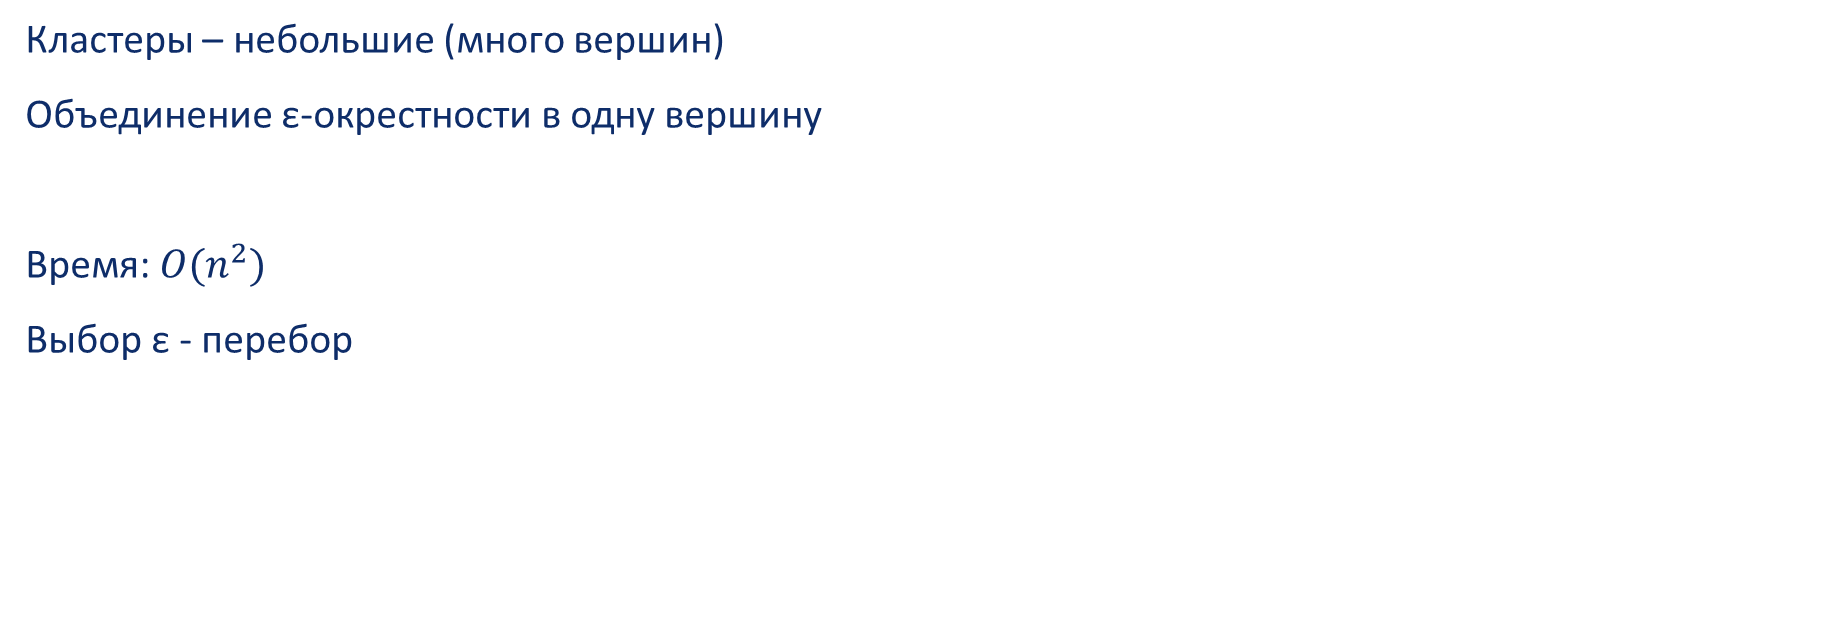 Кластеры – небольшие (много вершин)
Объединение ε-окрестности в одну вершину
Время: O(n²)
Выбор ε - перебор